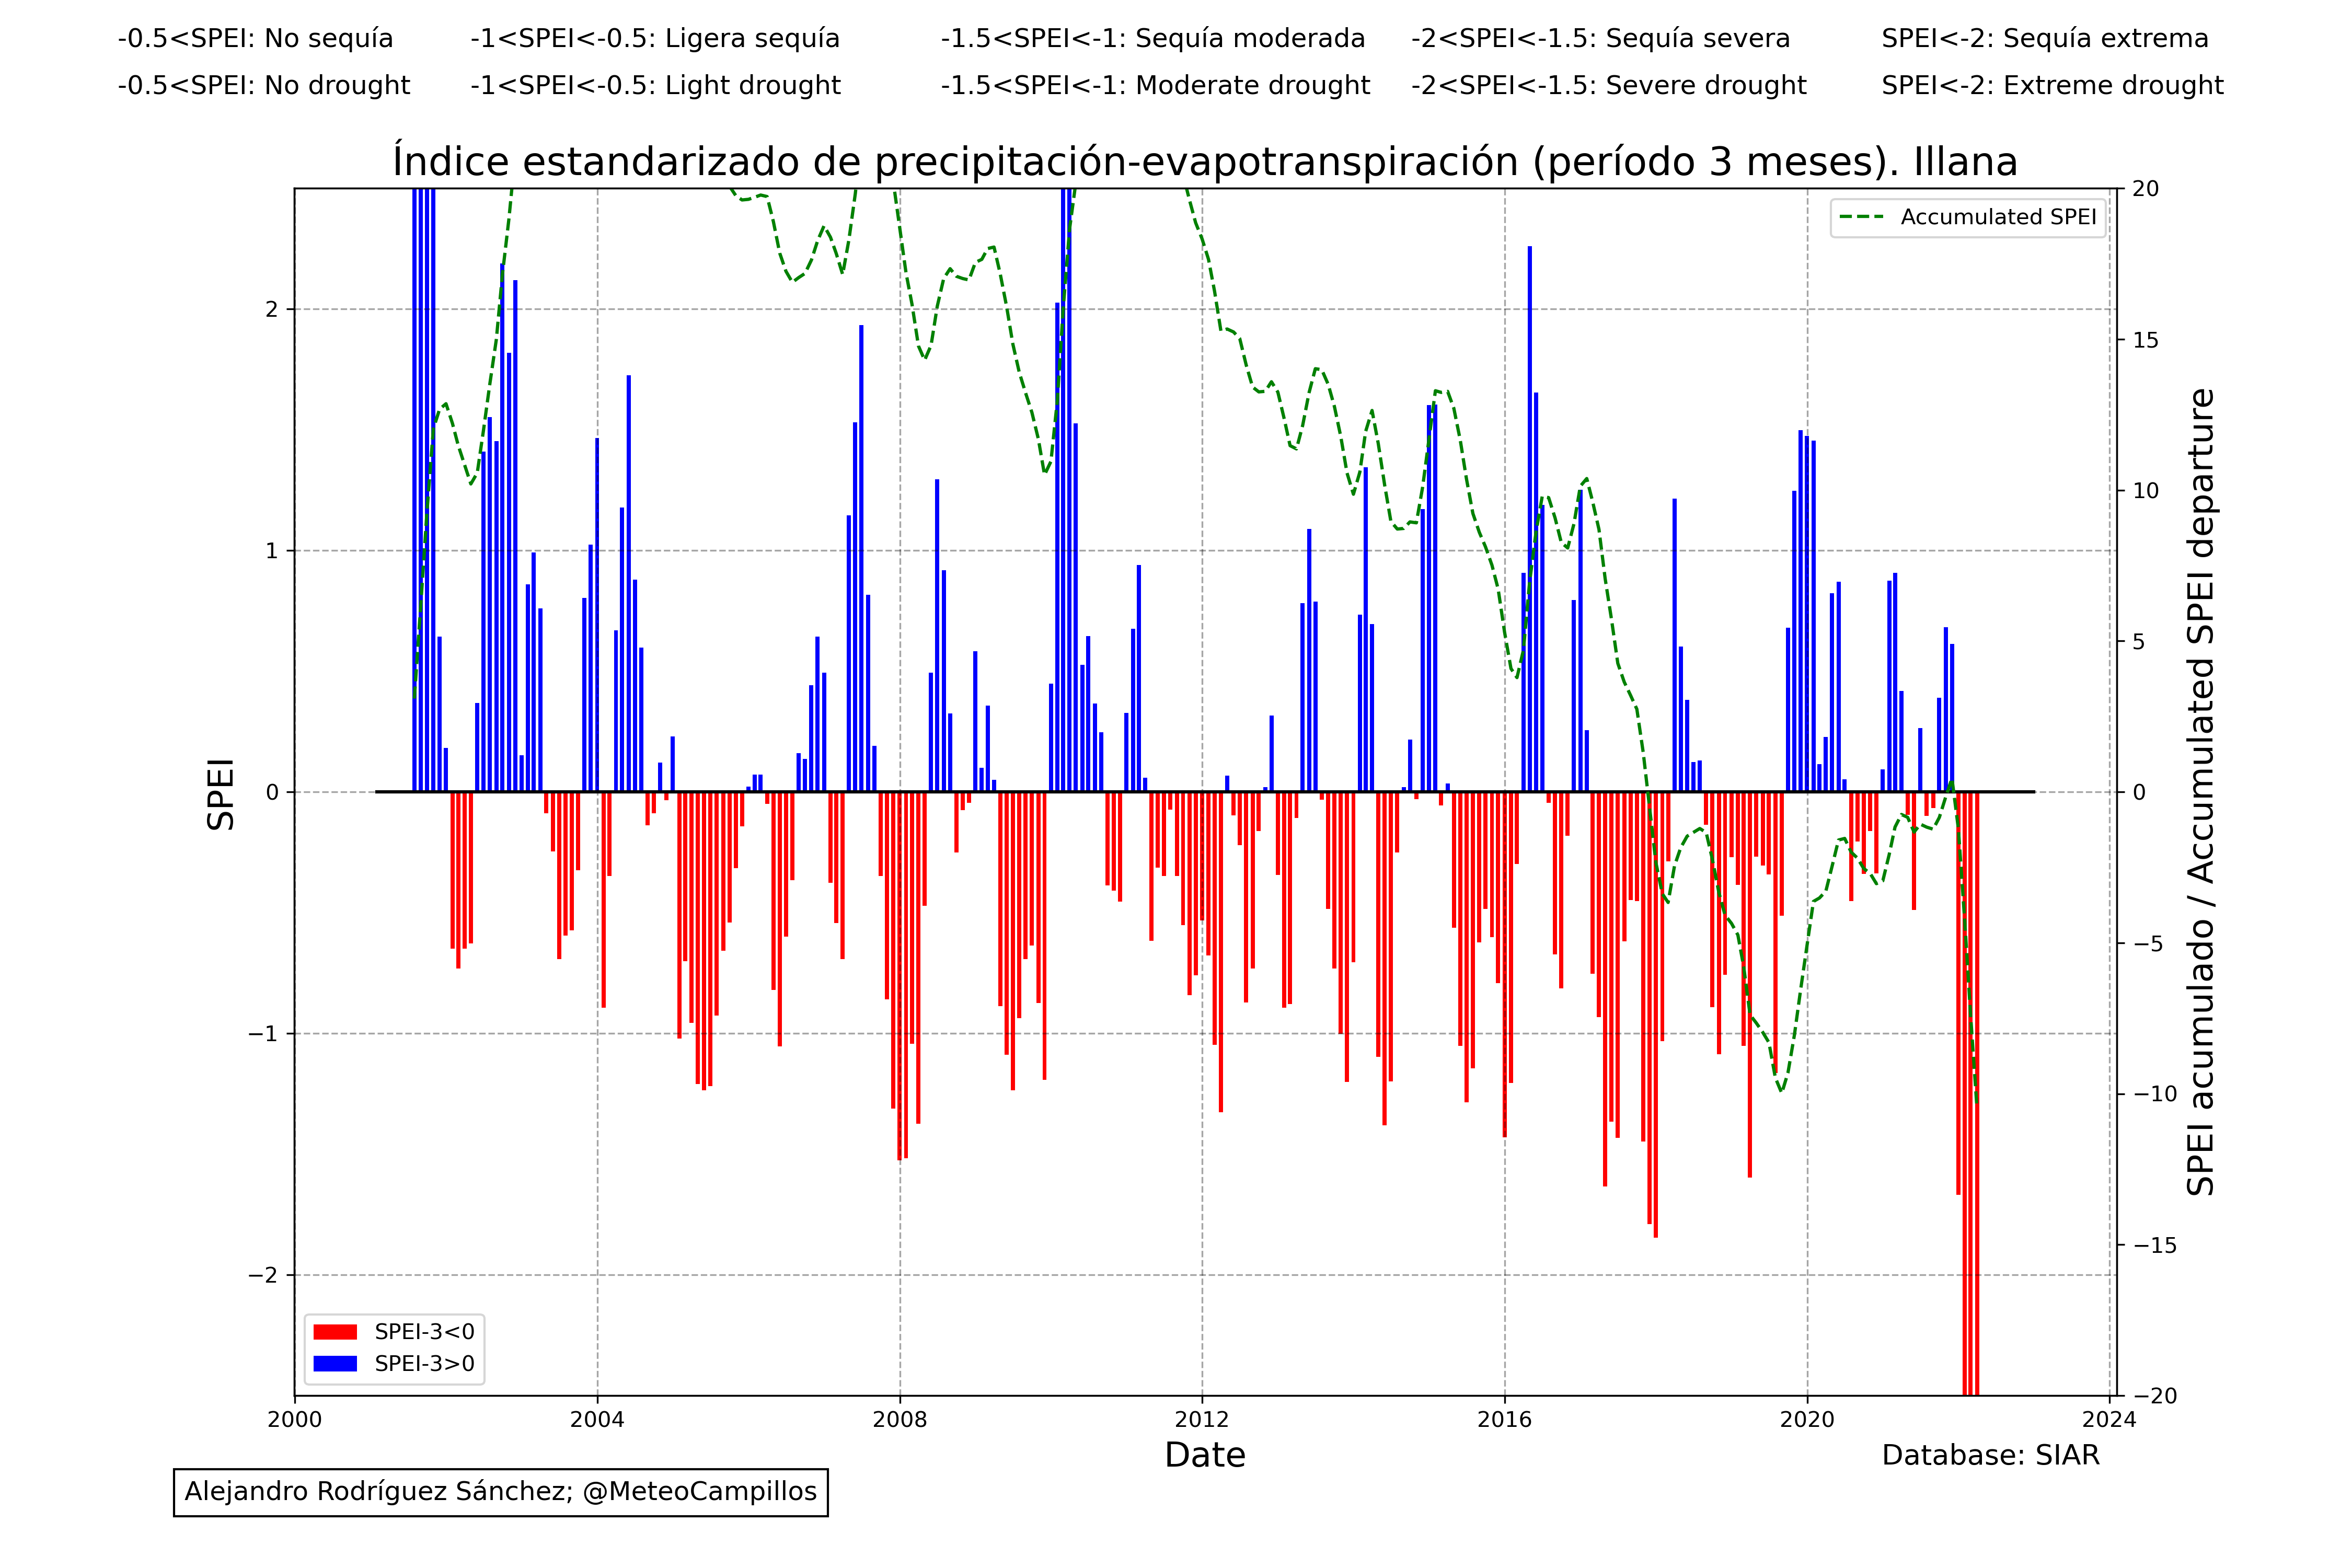 -0.5<SPEI: No sequía -1<SPEI<-0.5: Ligera sequía -1.5<SPEI<-1: Sequía moderada -2<SPEI<-1.5: Sequía severa SPEI<-2: Sequía extrema
-0.5<SPEI: No drought -1<SPEI<-0.5: Light drought -1.5<SPEI<-1: Moderate drought -2<SPEI<-1.5: Severe drought SPEI<-2: Extreme drought
Índice estandarizado de precipitación-evapotranspiración (período 3 meses). Illana
SPEI
2
1
0
−1
−2
Accumulated SPEI
20
15
10
5
0
−5
−10
−15
−20
SPEI acumulado / Accumulated SPEI departure
SPEI-3<0
SPEI-3>0
2000 2004 2008 2012 2016 2020 2024
Date
Database: SIAR
Alejandro Rodríguez Sánchez; @MeteoCampillos